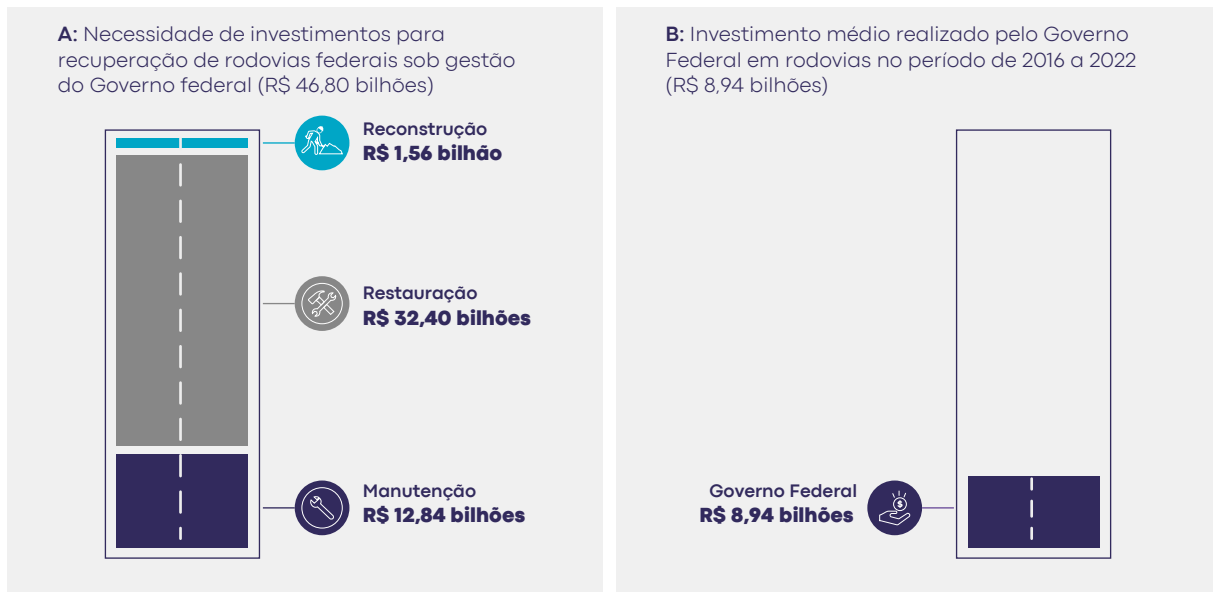 A: Necessidade de investimentos para
recuperação de rodovias federais sob gestão
do Governo federal (R$ 46,80 bilhões)
Reconstrução
R$ 1,56 bilhão
Restauração
R$ 32,40 bilhões
Manutenção
R$ 12,84 bilhões
B: Investimento médio realizado pelo Governo
Federal em rodovias no período de 2016 a 2022
(R$ 8,94 bilhões)
Governo Federal
R$ 8,94 bilhões
$